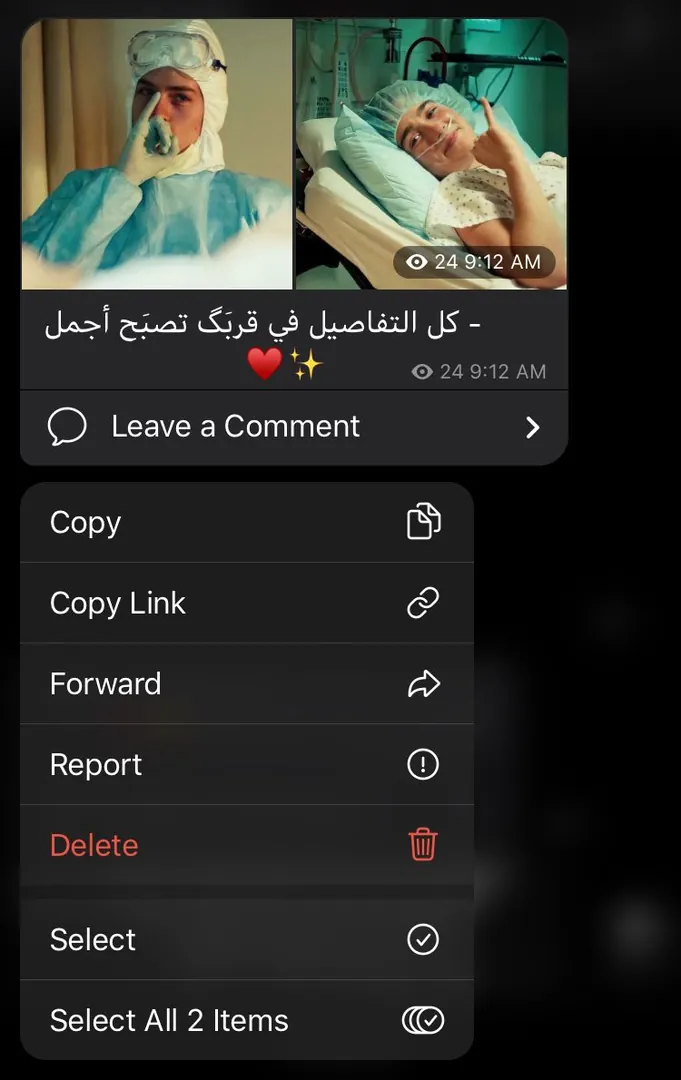 24 9:12 AM
- كل التفاصيل في قربَگ تصبَح أجمل
♥️✨
24 9:12 AM
Leave a Comment
Copy
Copy Link
Forward
Report
Delete
Select
Select All 2 Items